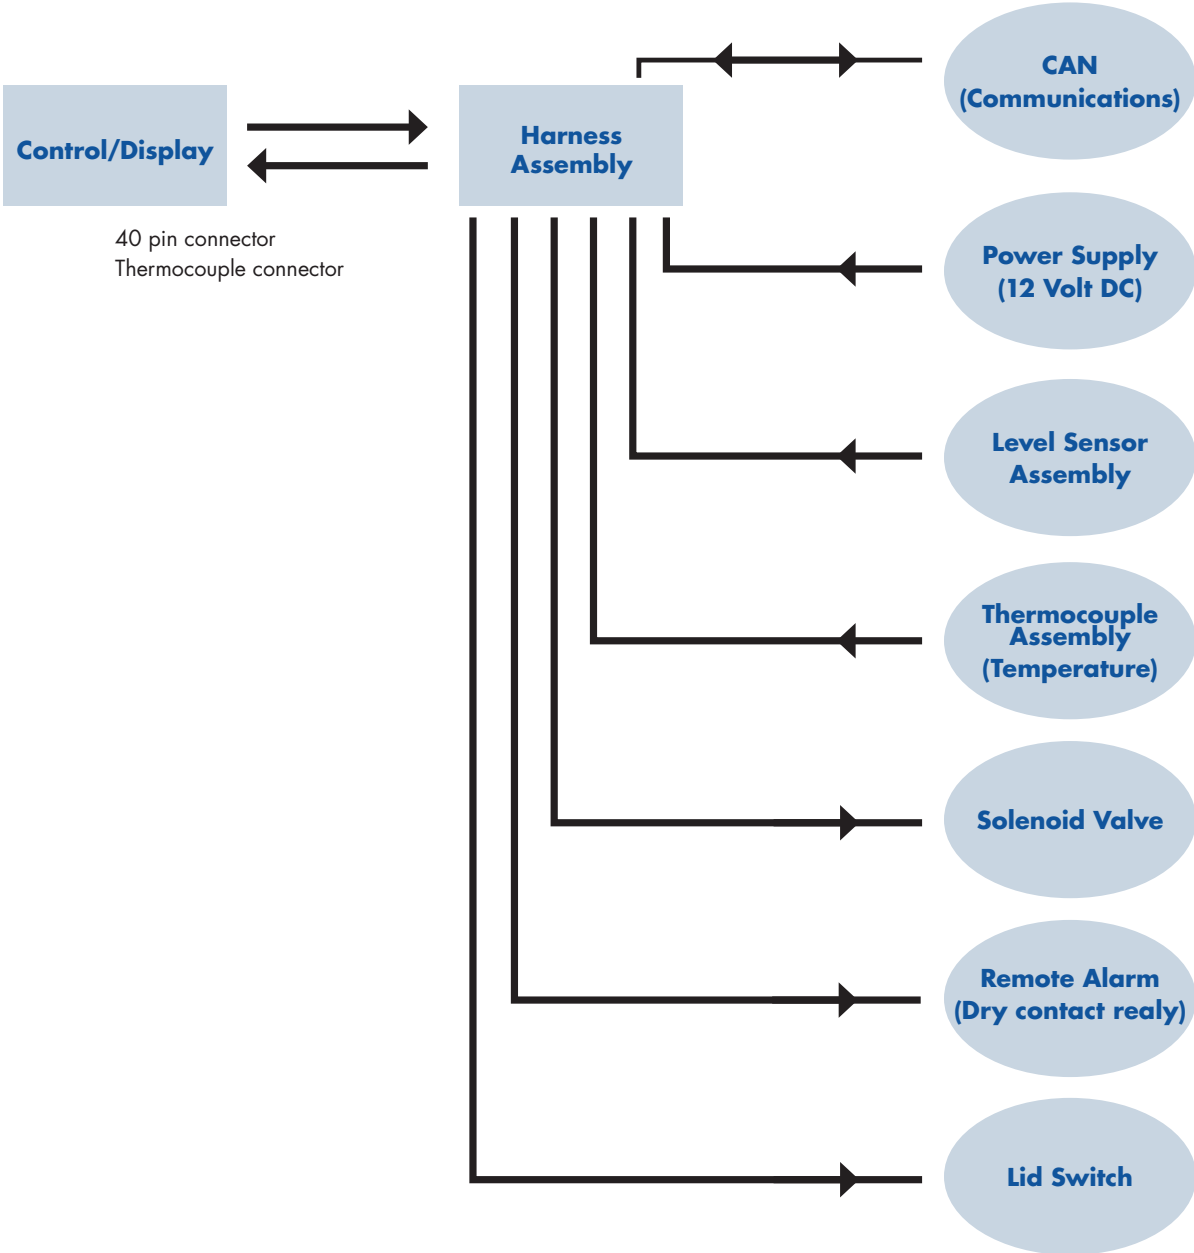 CAN
(Communications)
Control/Display
Harness
Assembly
40 pin connector
Thermocouple connector
Power Supply
(12 Volt DC)
Level Sensor
Assembly
Thermocouple
Assembly
(Temperature)
Solenoid Valve
Remote Alarm
(Dry contact realy)
Lid Switch